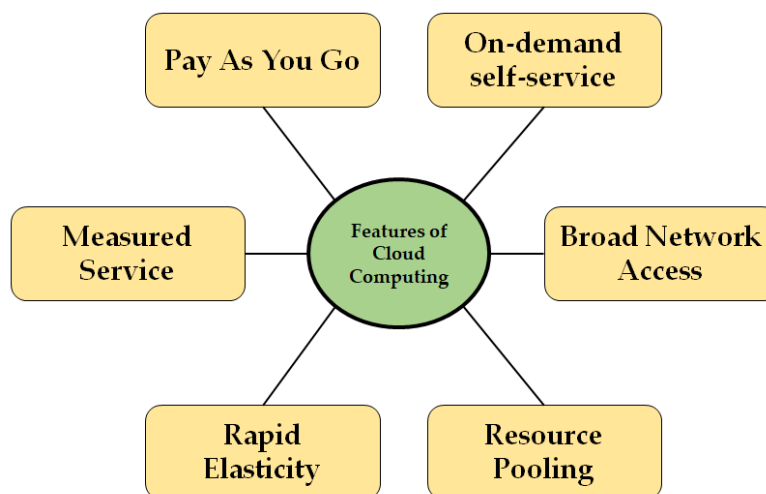 Pay As You Go
On-demand
self-service
Measured
Service
Features of
Cloud
Computing
Broad Network
Access
Rapid
Elasticity
Resource
Pooling